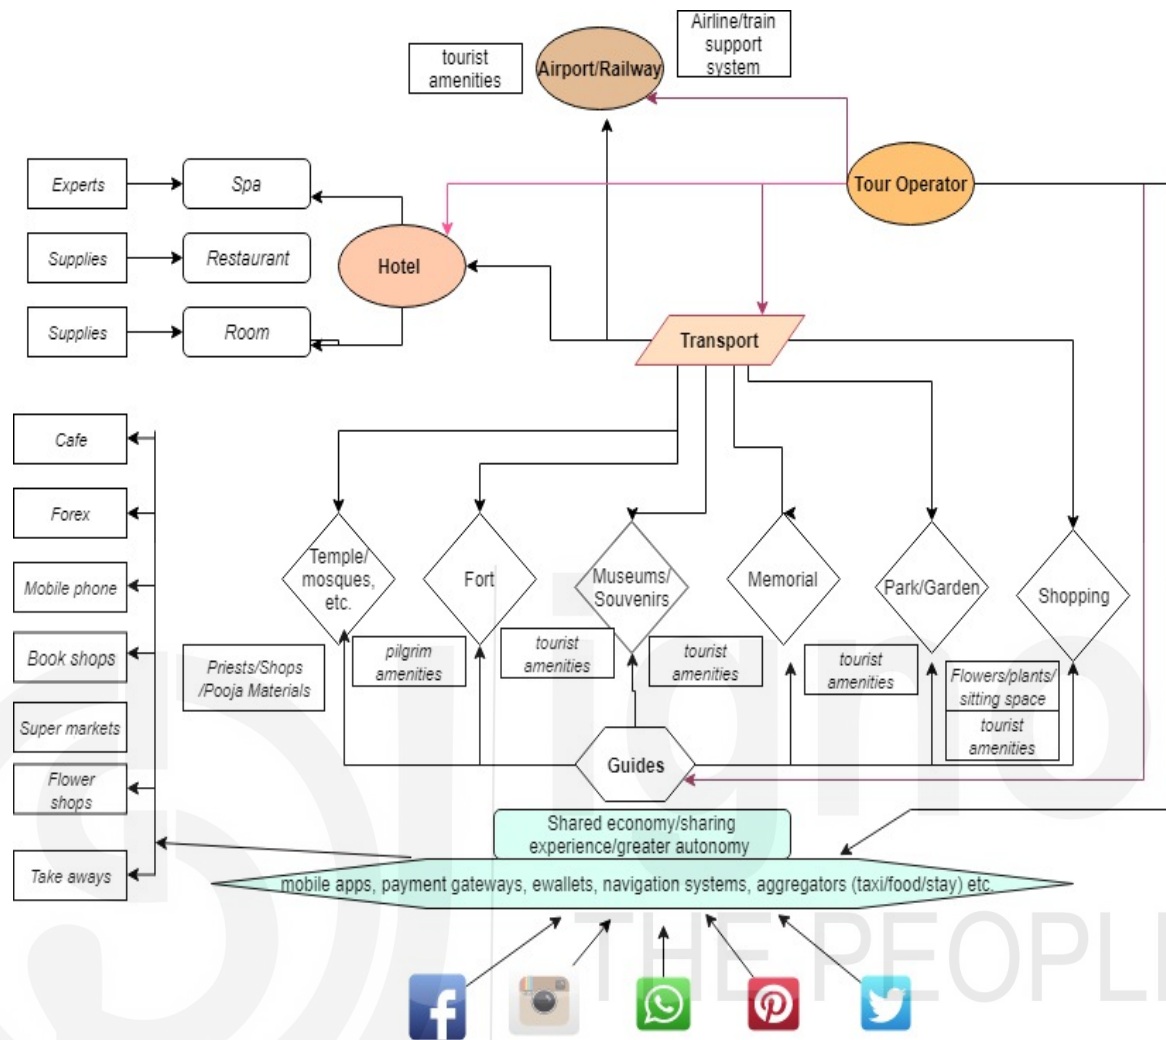 Airline/train
support
system
tourist
amenities
Airport/Railway
Experts
Spa
Tour Operator
Supplies
Restaurant
Hotel
Supplies
Room
Transport
Cafe
Forex
Mobile phone
Book shops
Super markets
Flower
shops
Take aways
Temple/
mosques,
etc.
Fort
Museums/
Souvenirs
Memorial
Park/Garden
Shopping
Priests/Shops
/Pooja Materials
pilgrim
amenities
tourist
amenities
tourist
amenities
tourist
amenities
Flowers/plants/
sitting space
tourist
amenities
Guides
Shared economy/sharing
experience/greater autonomy
mobile apps, payment gateways, ewallets, navigation systems, aggregators (taxi/food/stay) etc.
igno
THE PEOPL